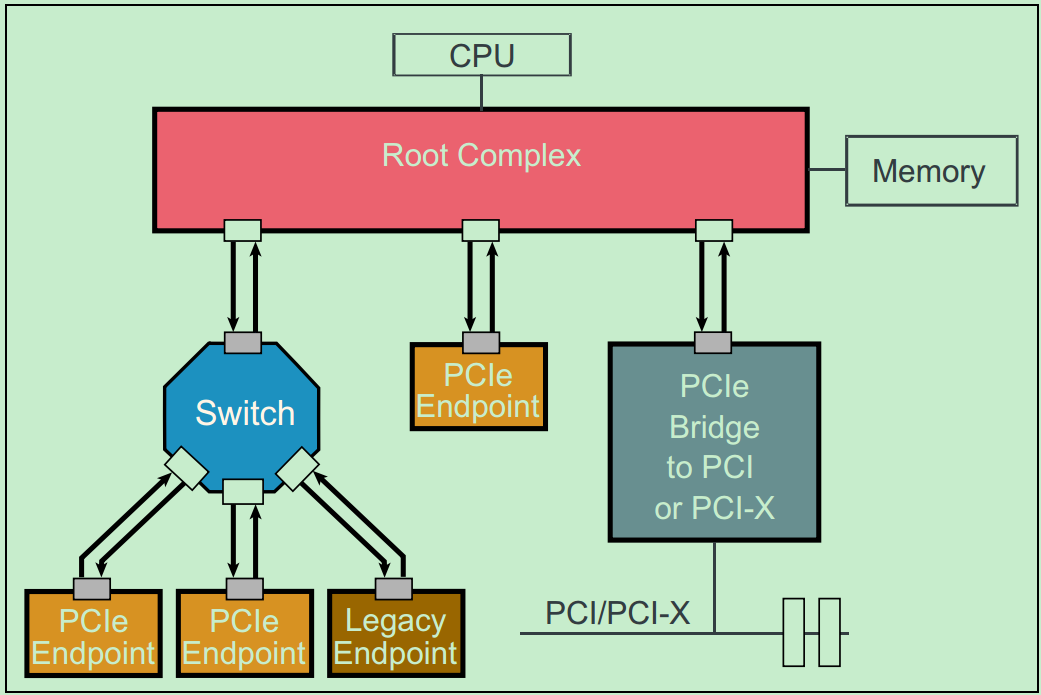 CPU
Root Complex
Memory
Switch
PCIe
Endpoint
PCIe
Bridge
to PCI
or PCI-X
PCIe
Endpoint
PCIe
Endpoint
Legacy
Endpoint
PCI/PCI-X